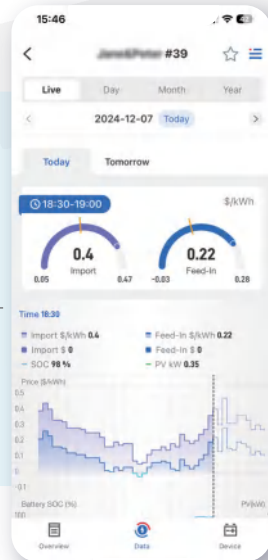 15:46
#39
Live Day Month Year
2024-12-07 Today
Today Tomorrow
18:30-19:00
$/kWh
0.4 0.22
Import Feed-In
0.05 0.47 -0.03 0.28
Time 18:30
Import $/kWh 0.4 Feed-In $/kWh 0.22
Import $ 0 Feed-In $ 0
SOC 98 % PV kW 0.35
Price ($/kWh)
0.5
0.4
0.3
0.2
0.1
0
-0.1
Battery SOC (%) PV(kW)
100
Overview Data Device